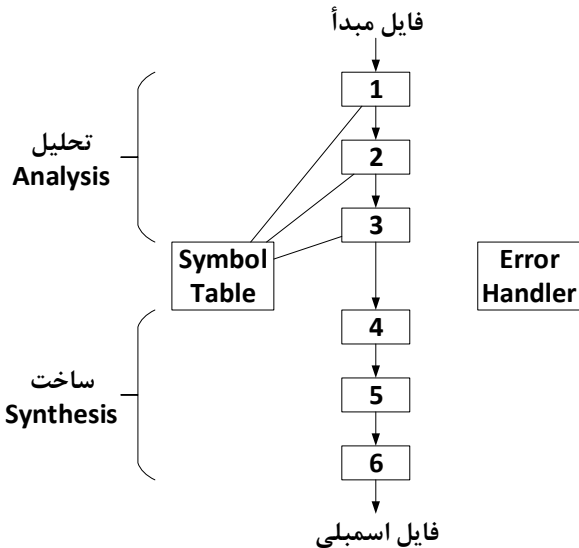 فایل مبدأ
1
تحلیل
Analysis
2
3
Symbol
Table
Error
Handler
4
ساخت
Synthesis
5
6
فایل اسمبلی